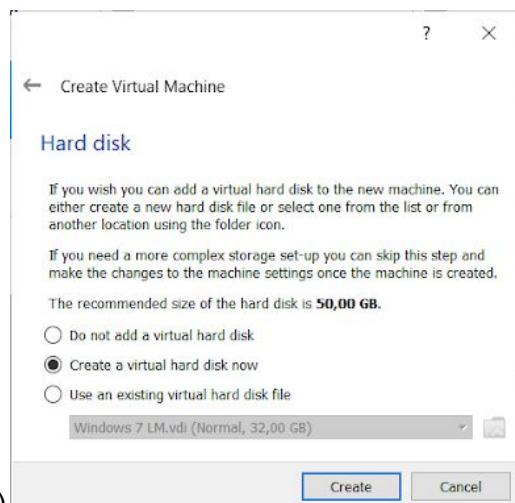 ?
Create Virtual Machine
Hard disk
If you wish you can add a virtual hard disk to the new machine. You can
either create a new hard disk file or select one from the list or from
another location using the folder icon.
If you need a more complex storage set-up you can skip this step and
make the changes to the machine settings once the machine is created.
The recommended size of the hard disk is 50,00 GB.
Do not add a virtual hard disk
Create a virtual hard disk now
Use an existing virtual hard disk file
Windows 7 LM.vdi (Normal, 32,00 GB)
Create Cancel
)